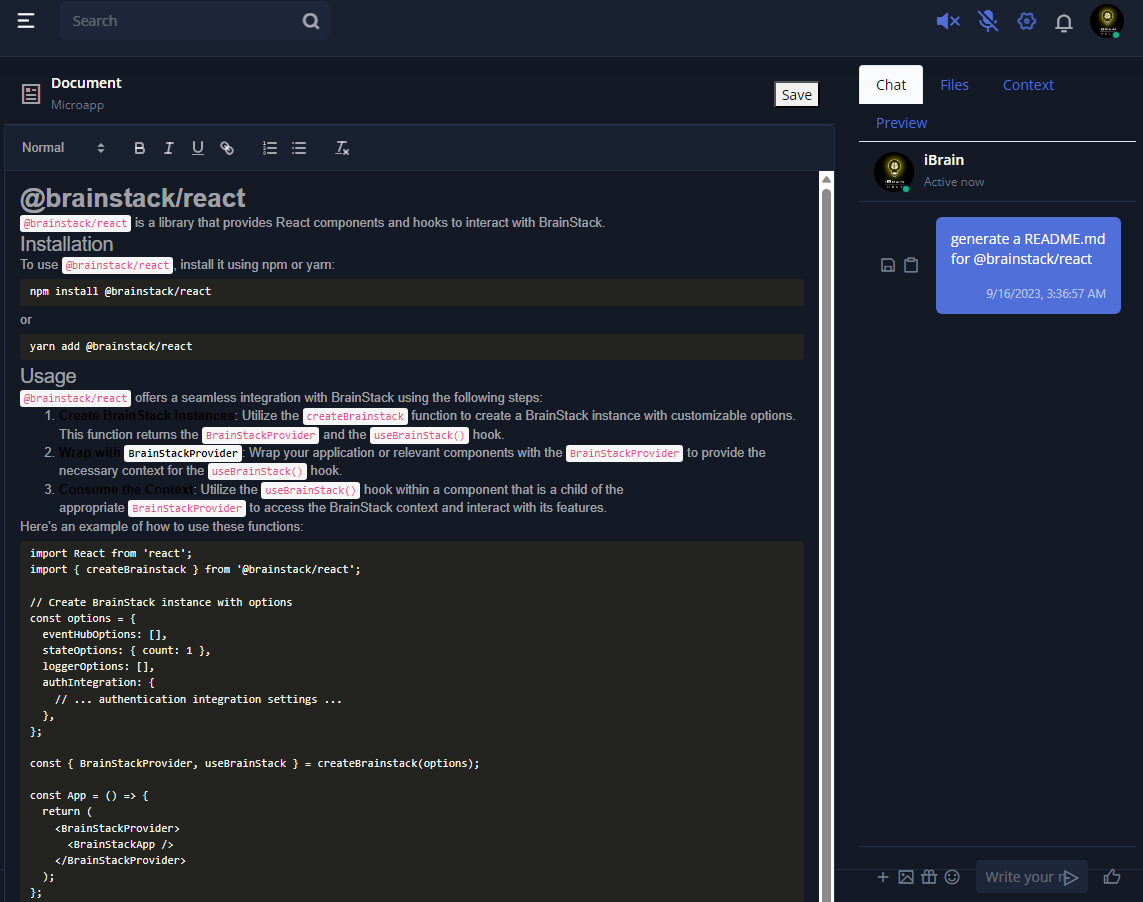 Search
Document
Microapp
Save
Normal
B I U
@brainstack/react
@brainstack/react is a library that provides React components and hooks to interact with BrainStack.
Installation
To use @brainstack/react, install it using npm or yarn:
npm install @brainstack/react
or
yarn add @brainstack/react
Usage
@brainstack/react offers a seamless integration with BrainStack using the following steps:
1. Create BrainStack Instances: Utilize the createBrainstack function to create a BrainStack instance with customizable options.
This function returns the BrainStackProvider and the useBrainStack() hook.
2. Wrap with BrainStackProvider: Wrap your application or relevant components with the BrainStackProvider to provide the
necessary context for the useBrainStack() hook.
3. Consume the Context: Utilize the useBrainStack() hook within a component that is a child of the
appropriate BrainStackProvider to access the BrainStack context and interact with its features.
Here's an example of how to use these functions:
import React from 'react';
import { createBrainstack } from '@brainstack/react';
// Create BrainStack instance with options
const options = {
eventHubOptions: [],
stateOptions: { count: 1 },
loggerOptions: [],
authIntegration: {
// ... authentication integration settings ...
},
};
const { BrainStackProvider, useBrainStack } = createBrainstack(options);
const App = () => {
return (
<BrainStackProvider>
<BrainStackApp />
</BrainStackProvider>
);
};
Chat
Files
Context
Preview
iBrain
Active now
generate a README.md
for @brainstack/react
9/16/2023, 3:36:57 AM
Write your